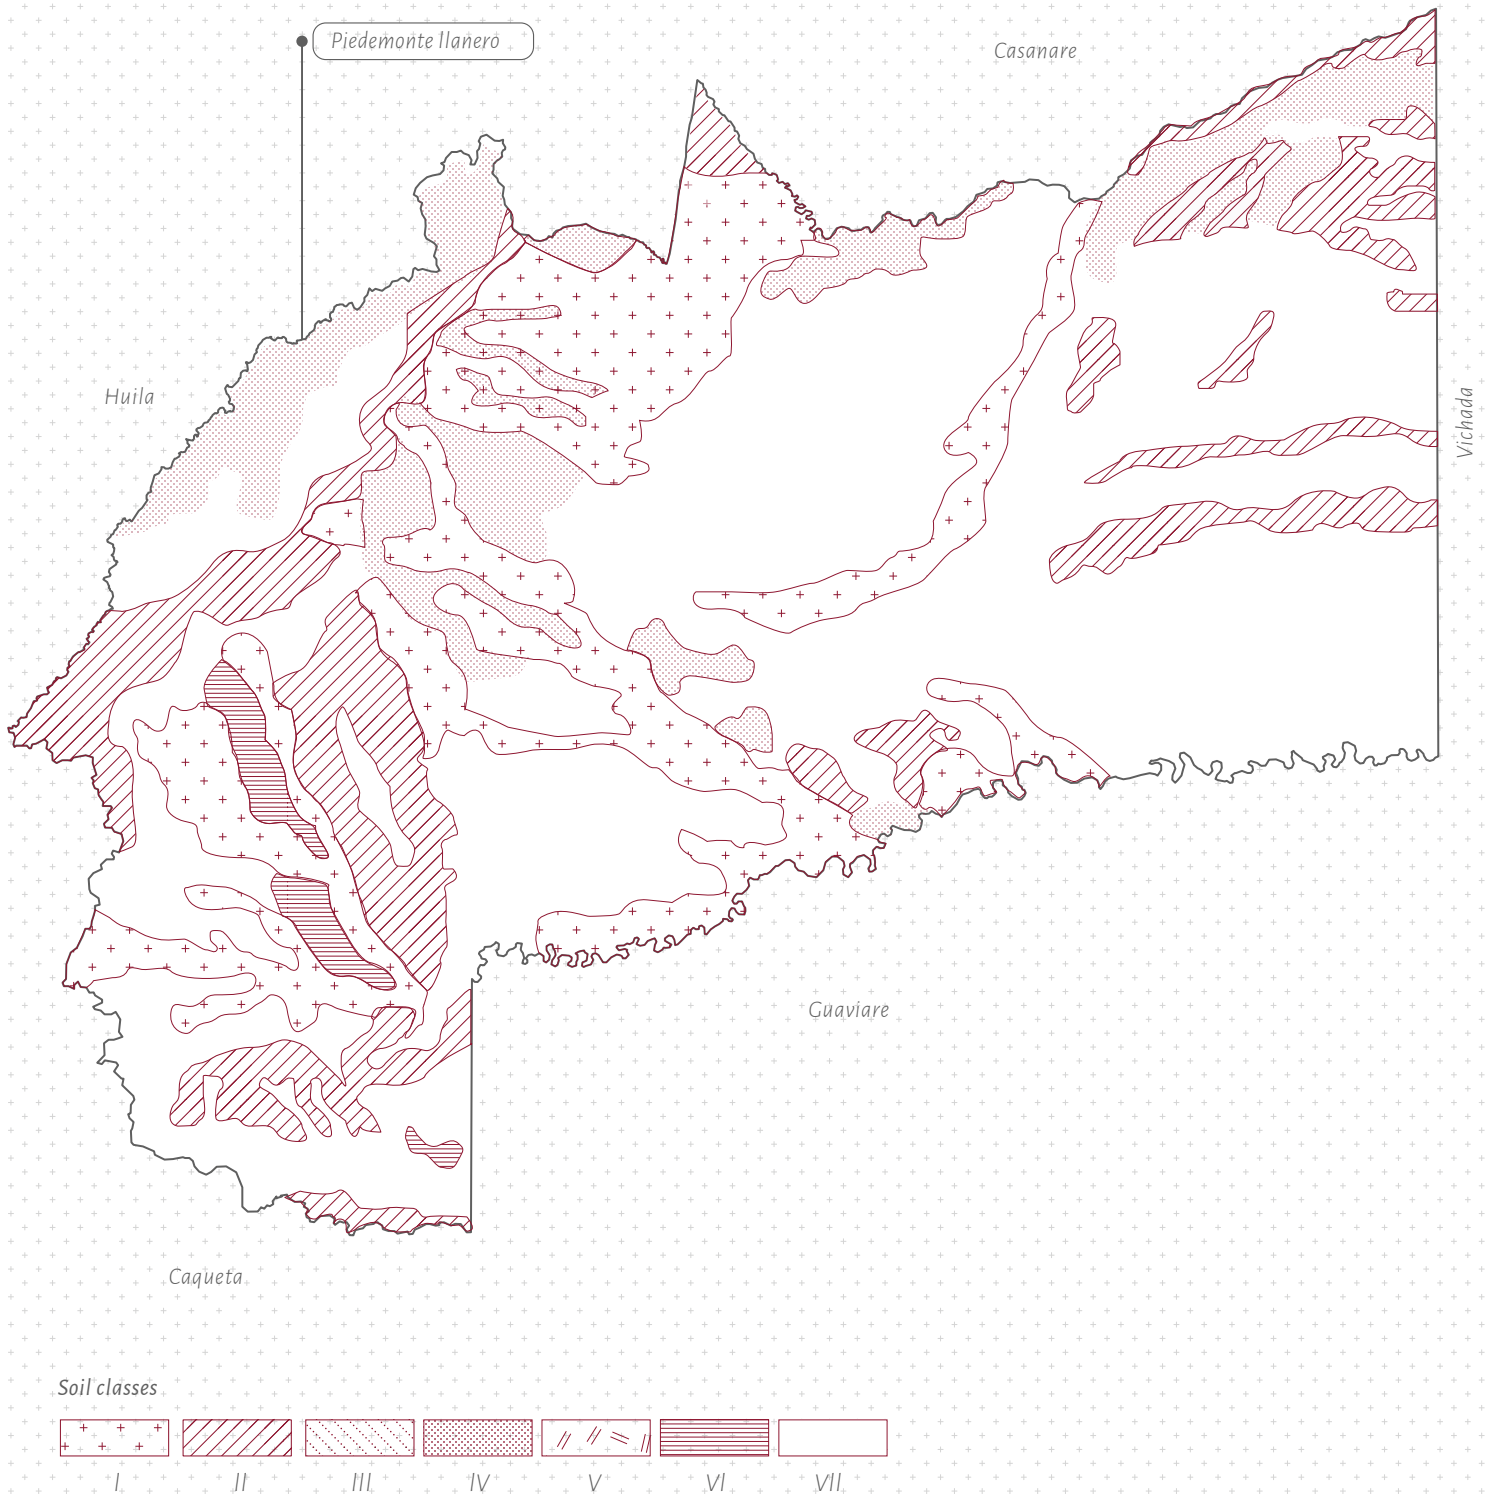 Piedemonte llanero
Casanare
Huila
Vichada
Guaviare
Caqueta
Soil classes
I II III IV V VI VII